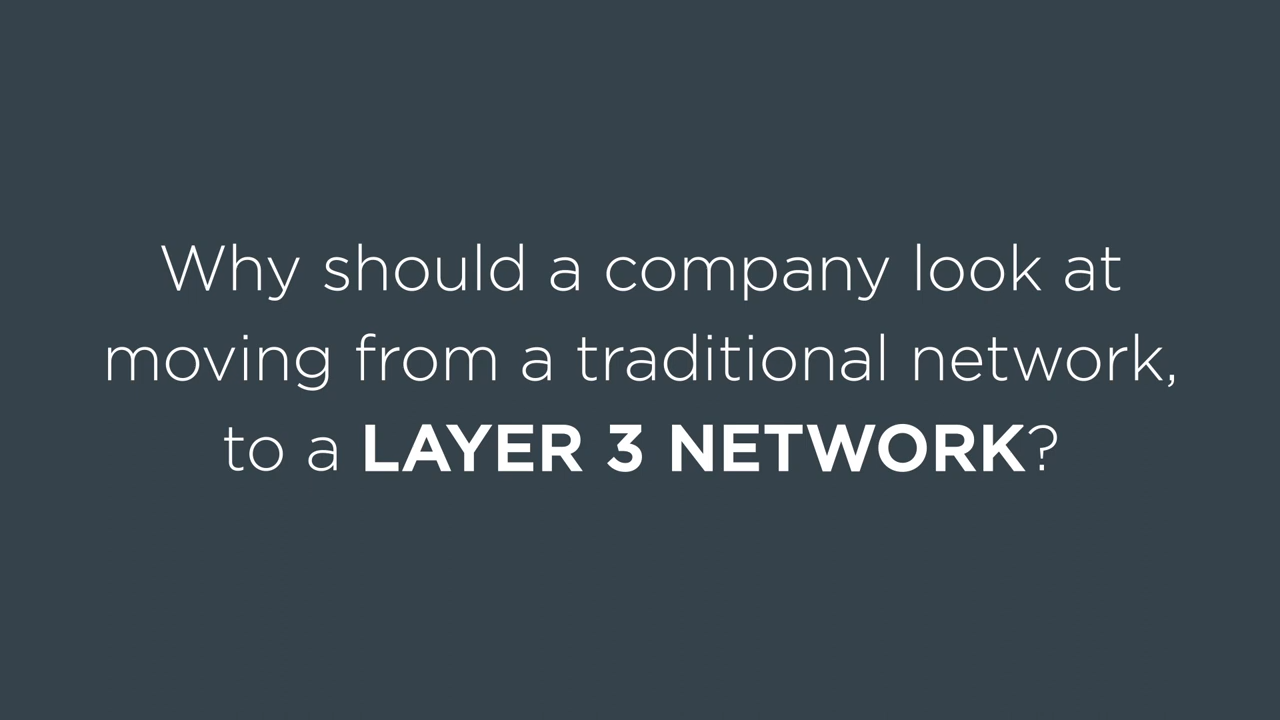 Why should a company look at
moving from a traditional network,
to a LAYER 3 NETWORK?